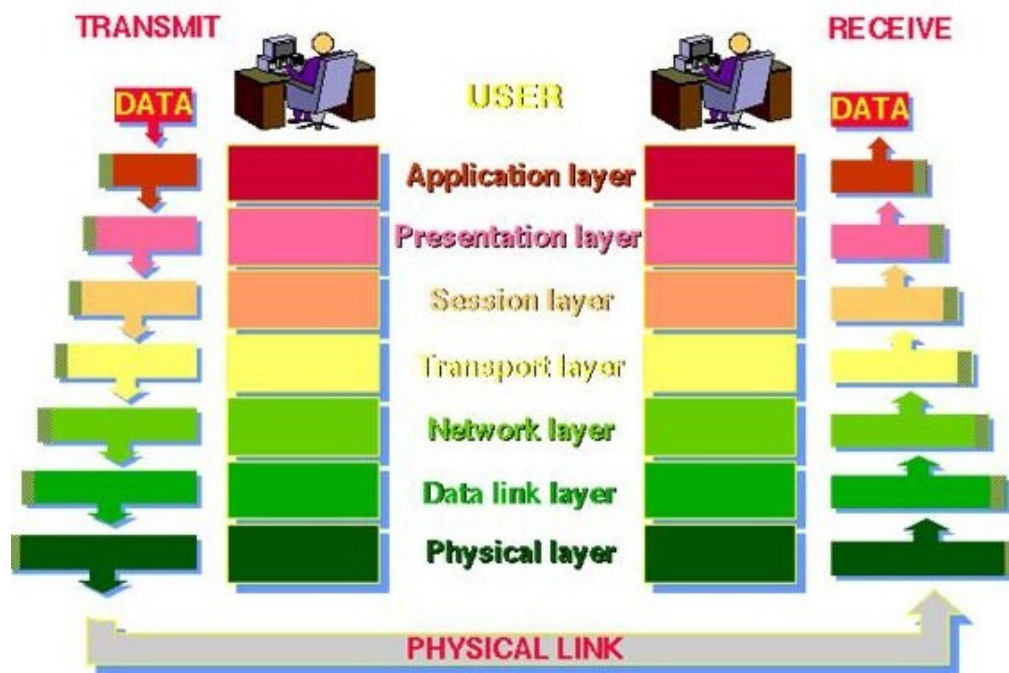 TRANSMIT
RECEIVE
DATA
USER
DATA
Application layer
Presentation layer
Session layer
Transport layer
Network layer
Data link layer
Physical layer
PHYSICAL LINK